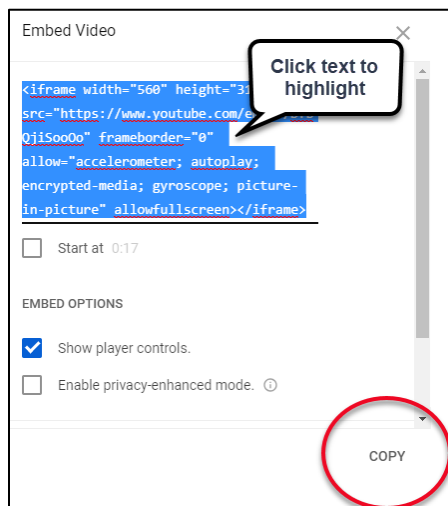 Embed Video
Click text to
highlight
<iframe width="560" height="31
src="https://www.youtube.com/e
QjiSooOo" frameborder="0"
allow="accelerometer; autoplay;
encrypted-media; gyroscope; picture-
in-picture" allowfullscreen></iframe>
Start at 0:17
EMBED OPTIONS
Show player controls.
Enable privacy-enhanced mode.
COPY